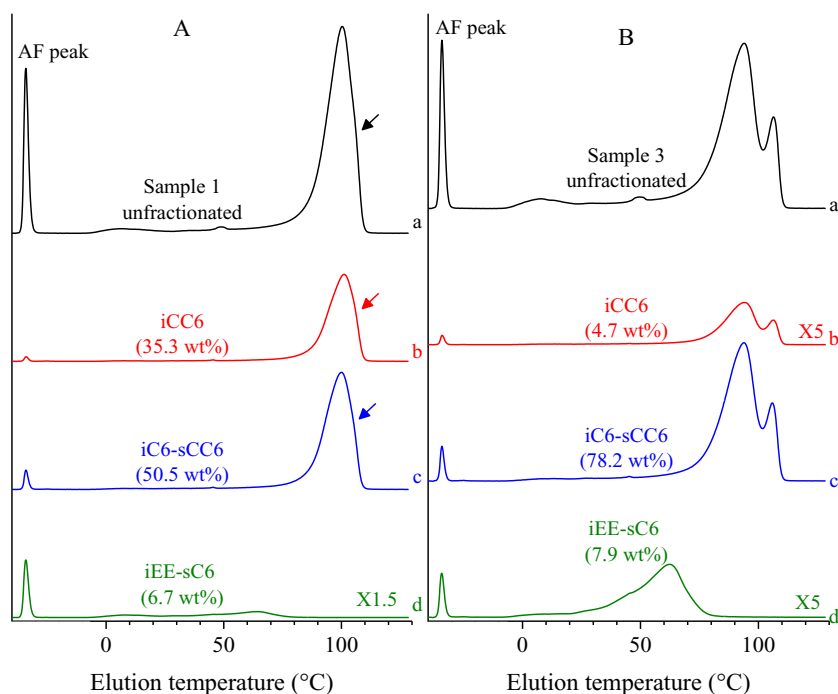 A
AF peak
Sample 1
unfractionated
a
iCC6
(35.3 wt%)
b
iC6-sCC6
(50.5 wt%)
c
iEE-sC6
(6.7 wt%)
X1.5
d
0 50 100
Elution temperature (°C)
B
AF peak
Sample 3
unfractionated
a
iCC6
(4.7 wt%)
X5
b
iC6-sCC6
(78.2 wt%)
c
iEE-sC6
(7.9 wt%)
X5
d
0 50 100
Elution temperature (°C)